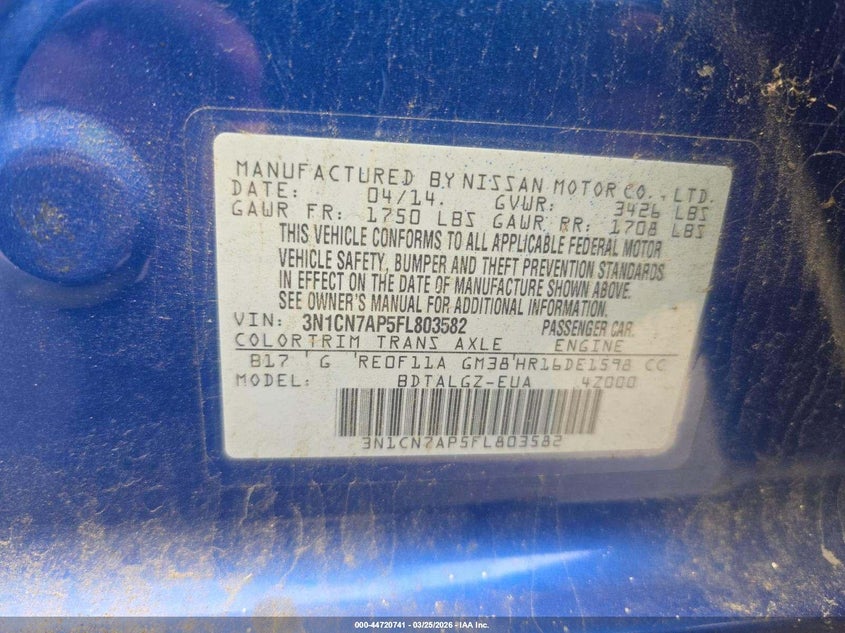 MANUFACTURED BY NISSAN MOTOR CO., LTD.
DATE: 04/14. GVWR: 3426 LBS
GAWR FR: 1750 LBS GAWR RR: 1708 LBS
THIS VEHICLE CONFORMS TO ALL APPLICABLE FEDERAL MOTOR
VEHICLE SAFETY, BUMPER AND THEFT PREVENTION STANDARDS
IN EFFECT ON THE DATE OF MANUFACTURE SHOWN ABOVE.
SEE OWNER'S MANUAL FOR ADDITIONAL INFORMATION.
VIN: 3N1CN7AP5FL803582 PASSENGER CAR
COLOR TRIM TRANS AXLE ENGINE
B17 G RE0F11A GM38 HR16DE1598 CC
MODEL: BDTALGZ-EUA 4Z000
3N1CN7AP5FL803582
000-44720741 | 03/25/2026 - IAA Inc.